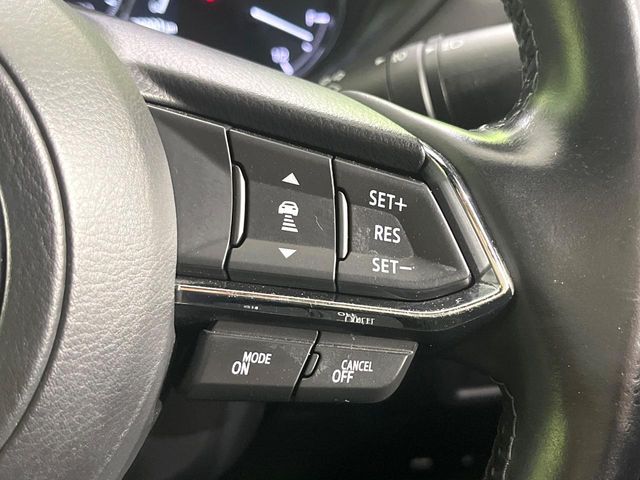 SET+
RES
SET−
MODE
ON
CANCEL
OFF